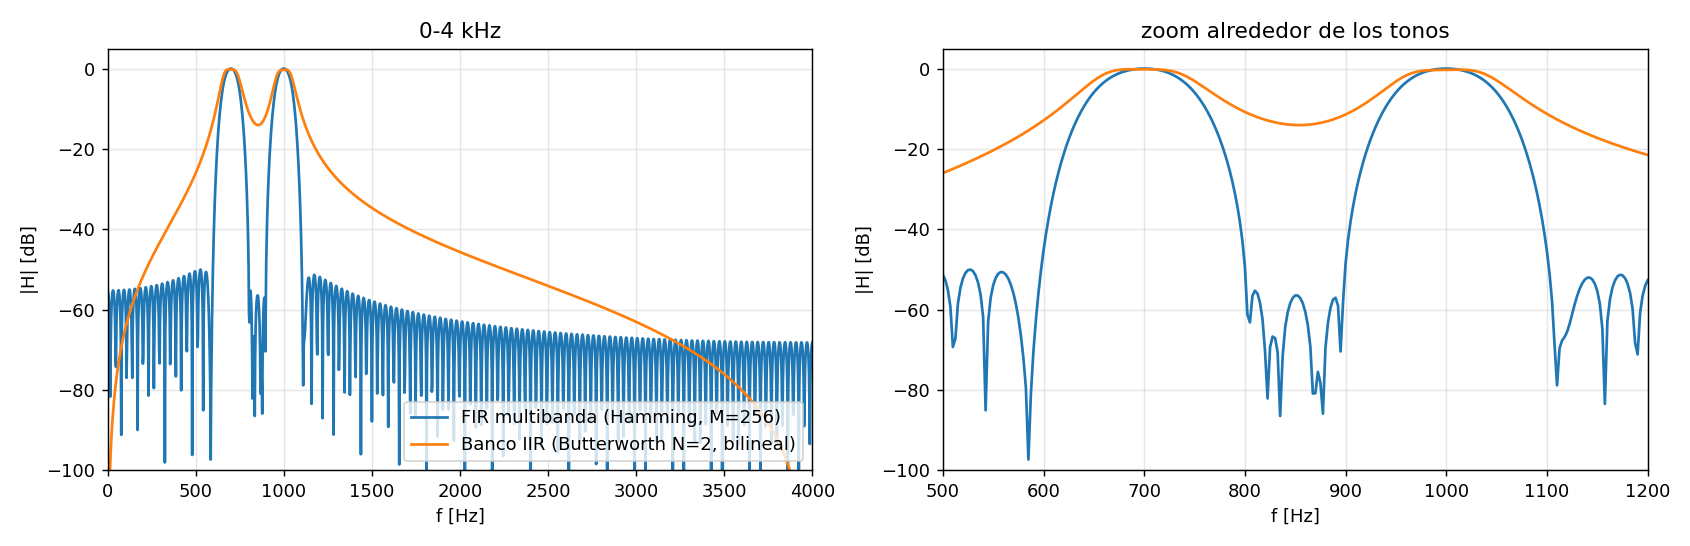 0-4 kHz
|H| [dB]
0
−20
−40
−60
−80
−100
0 500 1000 1500 2000 2500 3000 3500 4000
f [Hz]
FIR multibanda (Hamming, M=256)
Banco IIR (Butterworth N=2, bilineal)
zoom alrededor de los tonos
|H| [dB]
0
−20
−40
−60
−80
−100
500 600 700 800 900 1000 1100 1200
f [Hz]